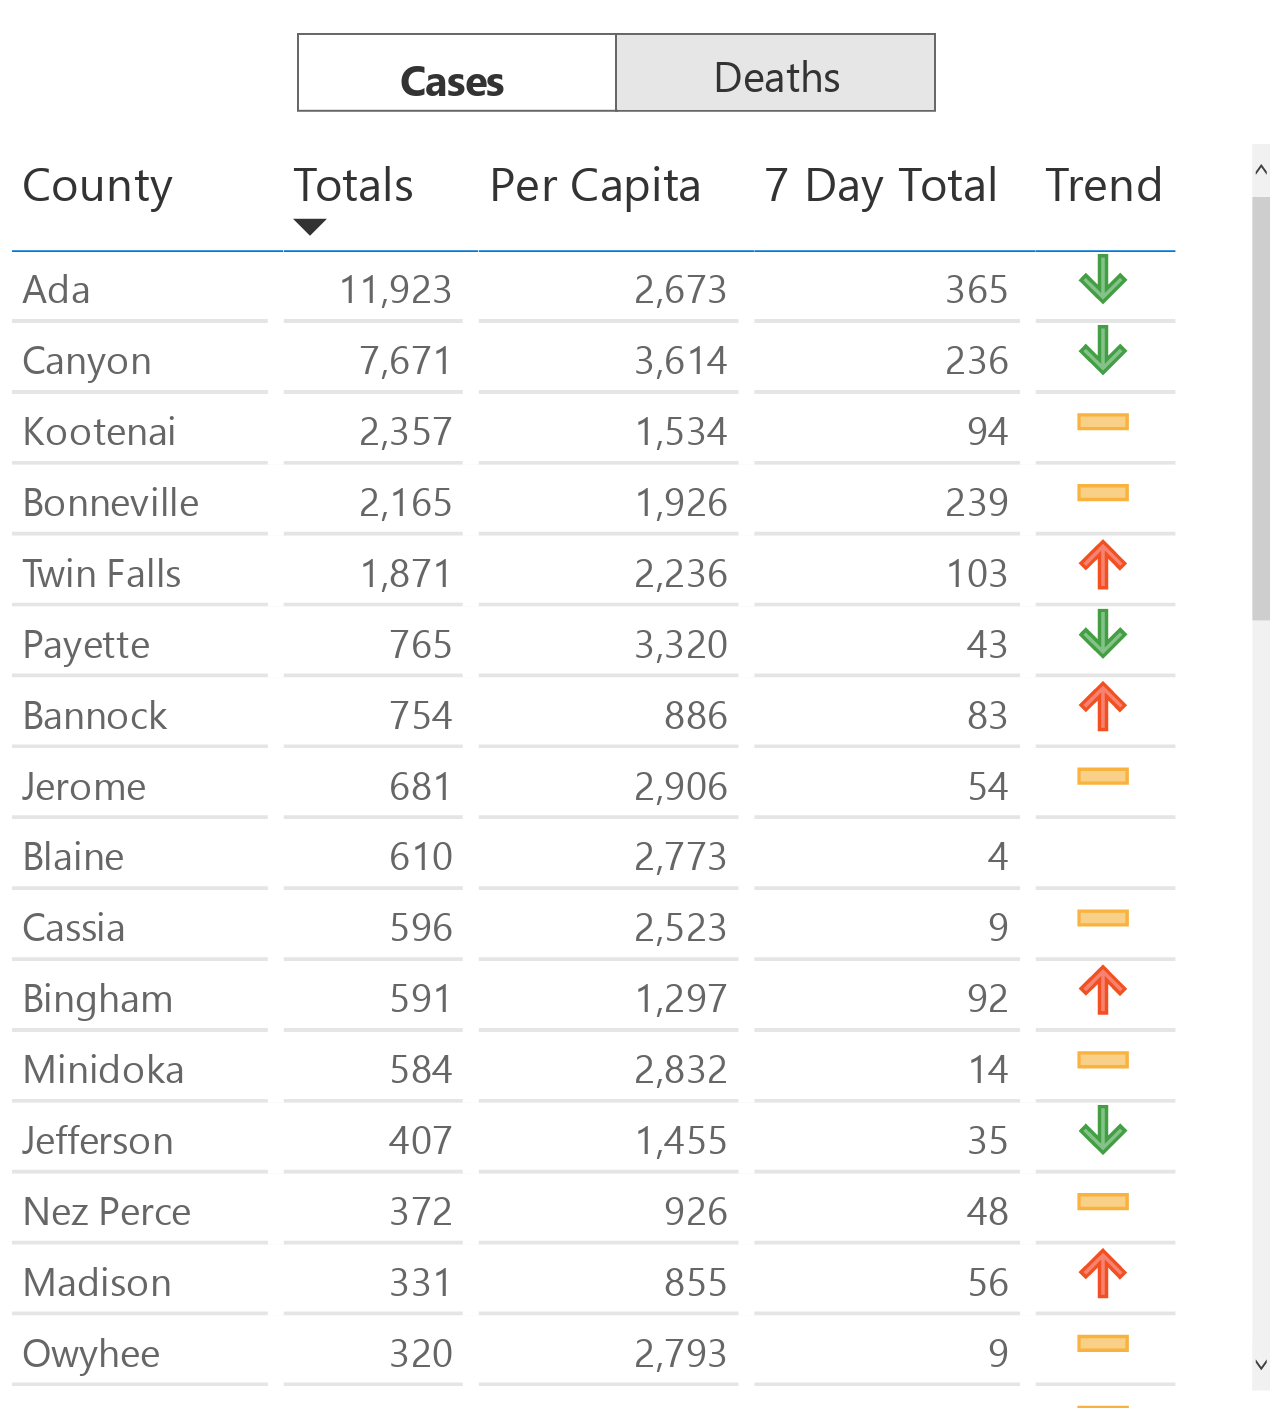 Cases Deaths
County Totals Per Capita 7 Day Total Trend
Ada 11,923 2,673 365
Canyon 7,671 3,614 236
Kootenai 2,357 1,534 94
Bonneville 2,165 1,926 239
Twin Falls 1,871 2,236 103
Payette 765 3,320 43
Bannock 754 886 83
Jerome 681 2,906 54
Blaine 610 2,773 4
Cassia 596 2,523 9
Bingham 591 1,297 92
Minidoka 584 2,832 14
Jefferson 407 1,455 35
Nez Perce 372 926 48
Madison 331 855 56
Owyhee 320 2,793 9